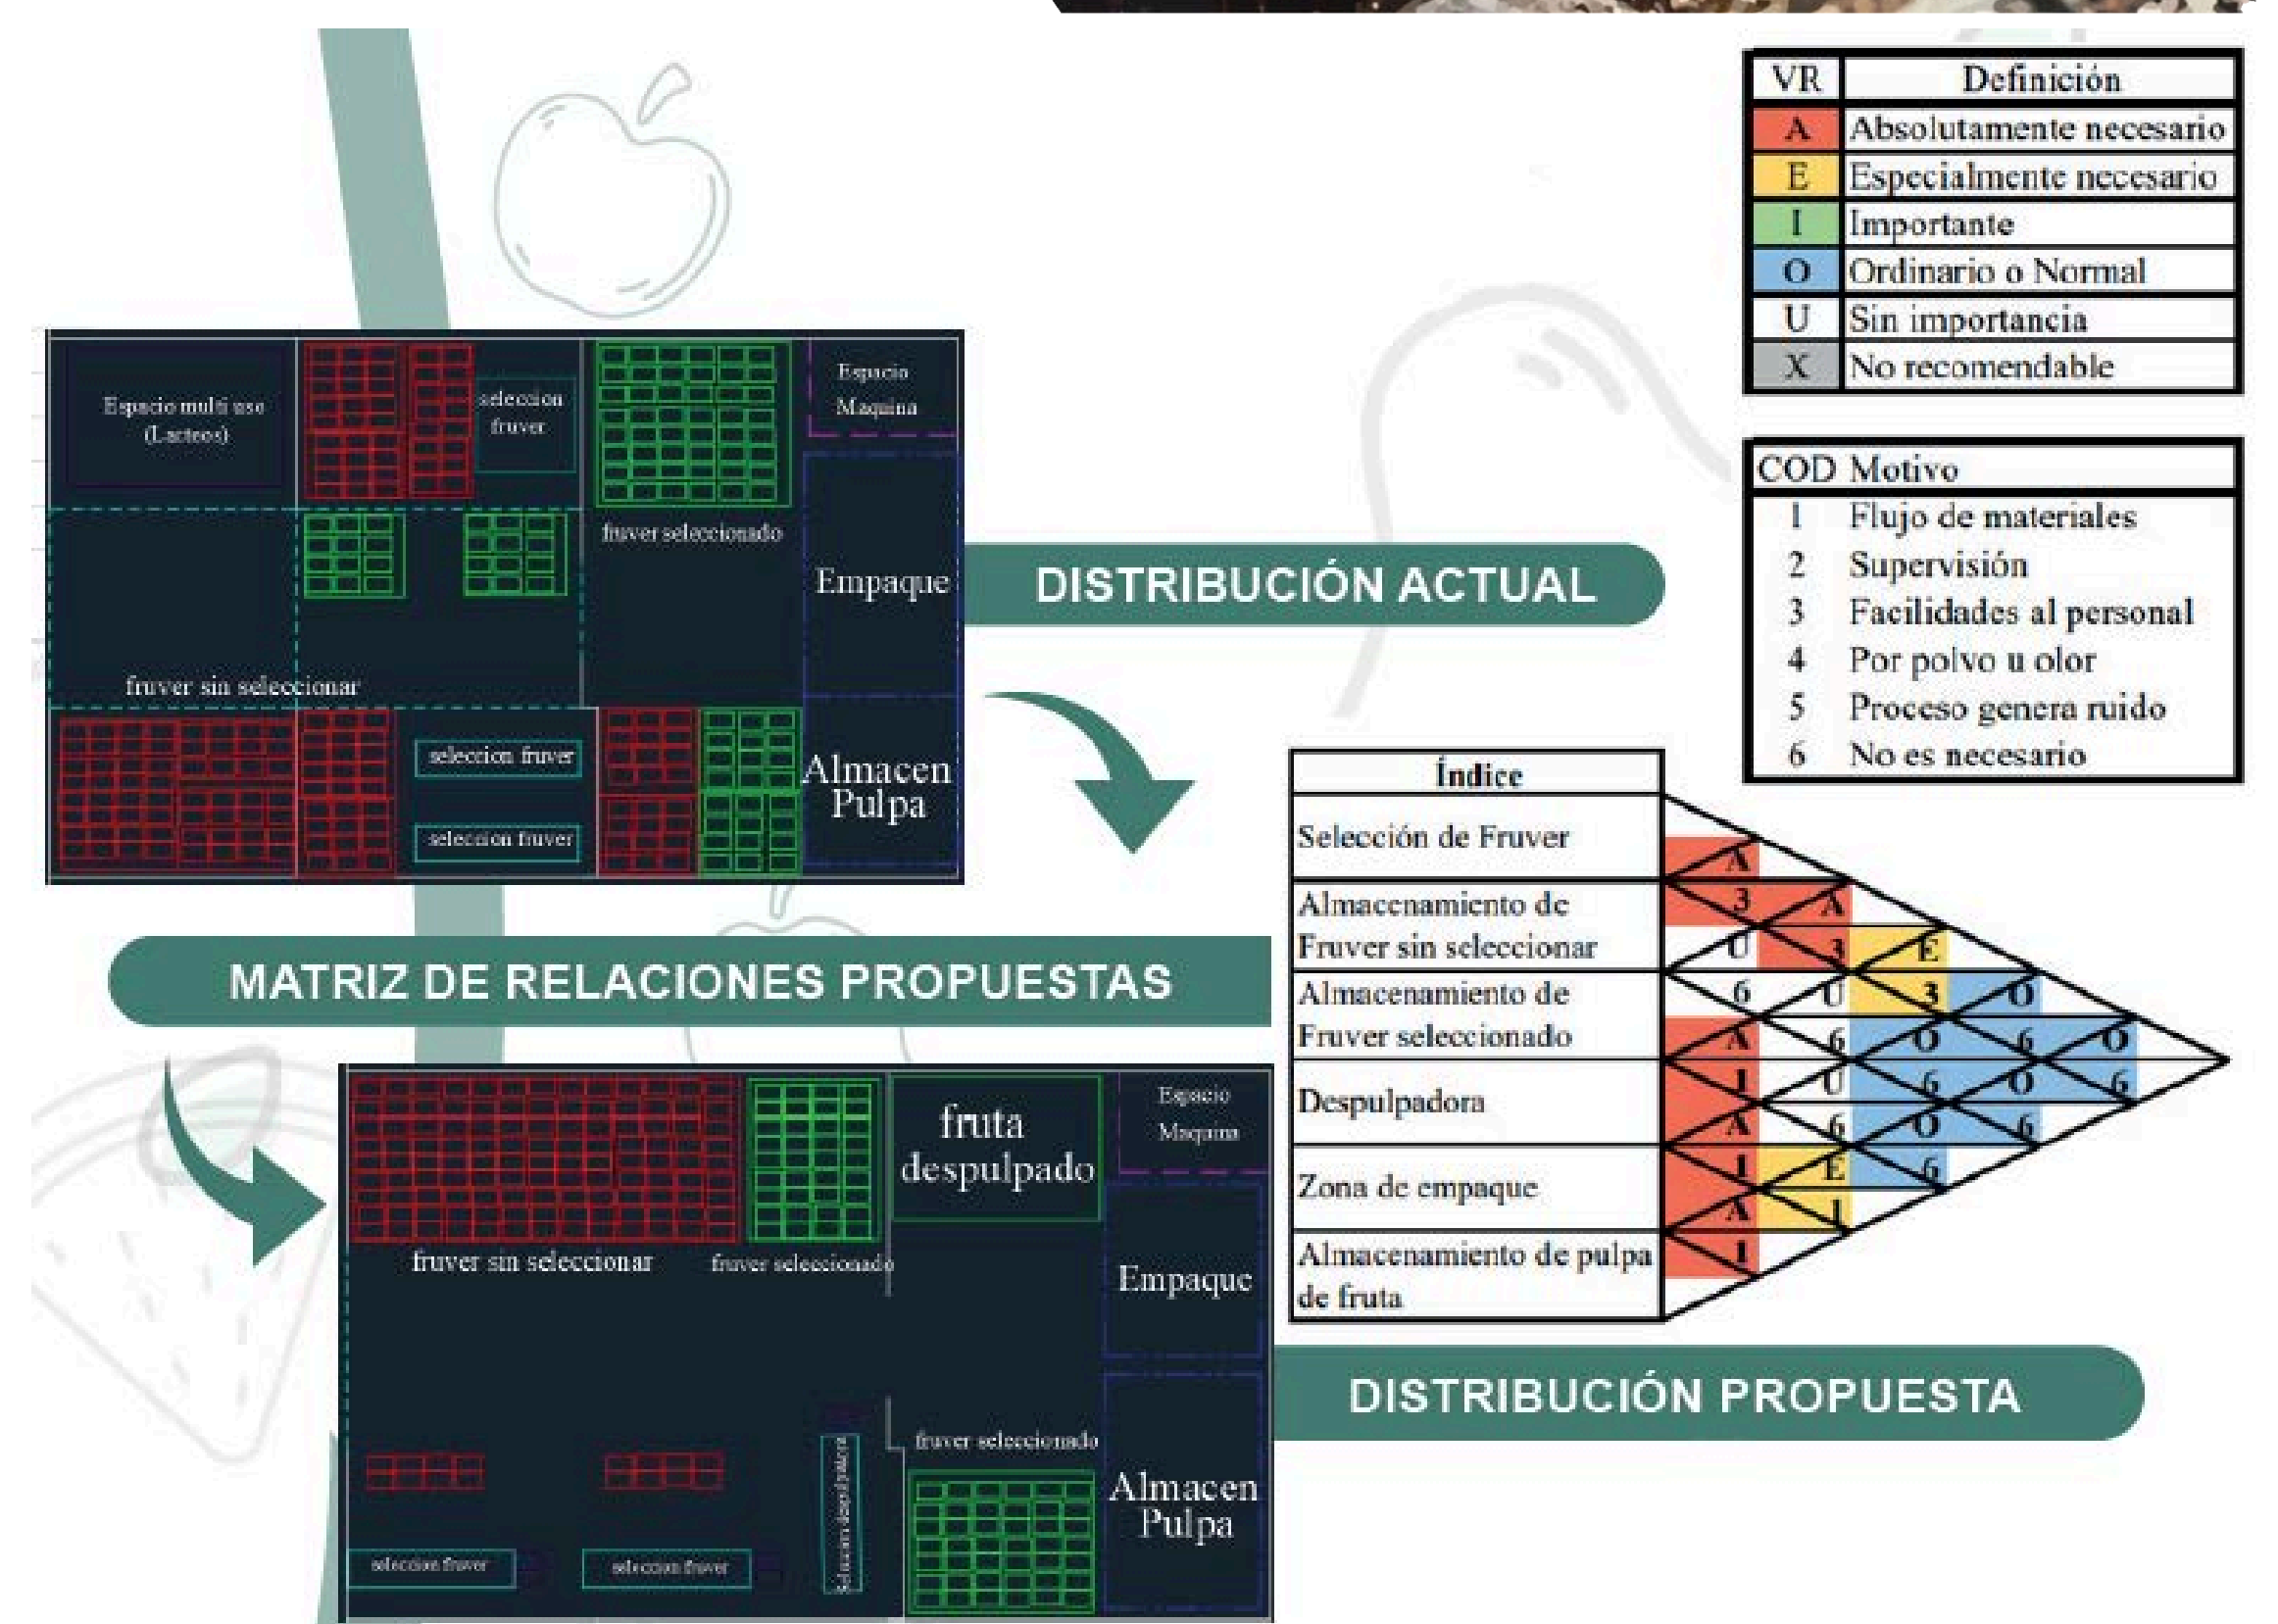 VR Definición
A Absolutamente necesario
E Especialmente necesario
I Importante
O Ordinario o Normal
U Sin importancia
X No recomendable
COD Motivo
1 Flujo de materiales
2 Supervisión
3 Facilidades al personal
4 Por polvo u olor
5 Proceso genera ruido
6 No es necesario
Espacio multi uso
(Lacteos)
seleccion
fruver
Espacio
Maquina
fruver seleccionado
Empaque
fruver sin seleccionar
seleccion fruver
seleccion fruver
Almacen
Pulpa
DISTRIBUCIÓN ACTUAL
MATRIZ DE RELACIONES PROPUESTAS
Índice
Selección de Fruver
Almacenamiento de
Fruver sin seleccionar
Almacenamiento de
Fruver seleccionado
Despulpadora
Zona de empaque
Almacenamiento de pulpa
de fruta
A
3 A
U 3 E
6 U 3 O
A 6 O 6 O
1 U 6 O 6
A 6 O 6
1 E 6
A 1
1
fruta
despulpado
Espacio
Maquina
fruver sin seleccionar
fruver seleccionado
Empaque
fruver seleccionado
Almacen
Pulpa
seleccion fruver
seleccion fruver
Seleccion despulpadora
DISTRIBUCIÓN PROPUESTA